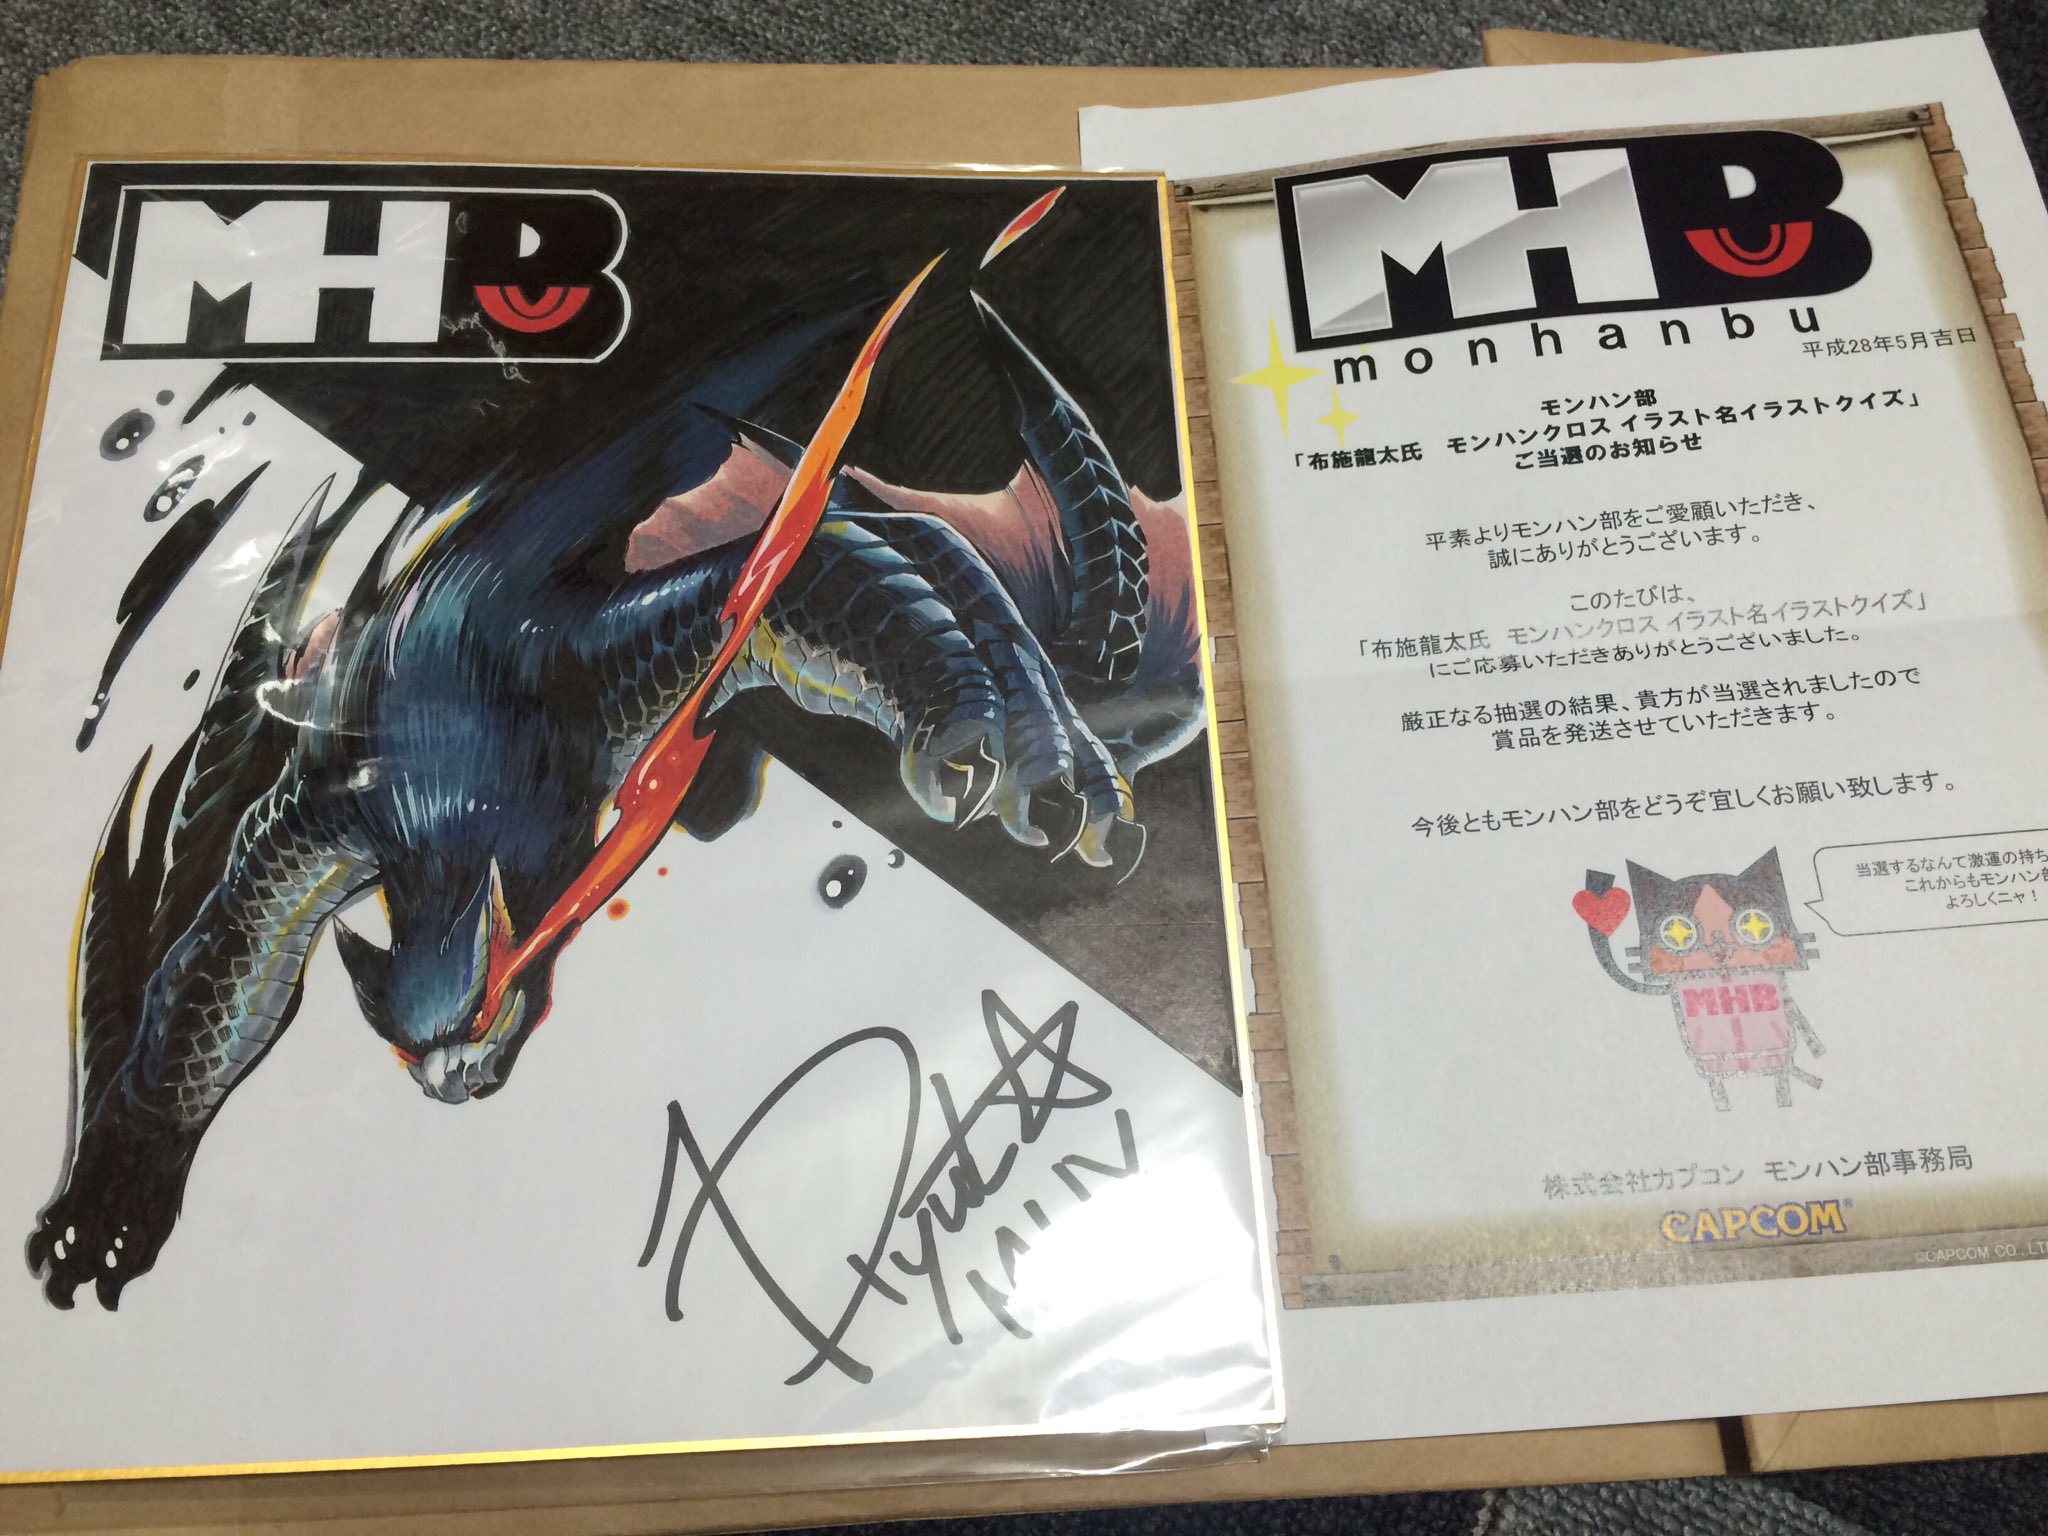 MHB
MHB
monhanbu
平成28年5月吉日
モンハン部
「布施龍太氏 モンハンクロス イラスト名イラストクイズ」
ご当選のお知らせ
平素よりモンハン部をご愛顧いただき、
誠にありがとうございます。
このたびは、
「布施龍太氏 モンハンクロス イラスト名イラストクイズ」
にご応募いただきありがとうございました。
厳正なる抽選の結果、貴方が当選されましたので
賞品を発送させていただきます。
今後ともモンハン部をどうぞ宜しくお願い致します。
当選するなんて激運の持ち
これからもモンハン部
よろしくニャ！
MHB
株式会社カプコン モンハン部事務局
CAPCOM®
©CAPCOM CO., LT